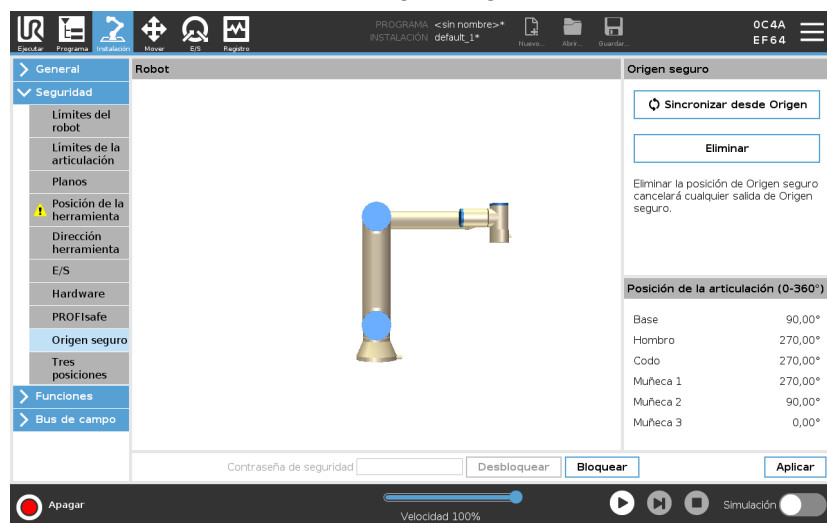 UR
PROGRAMA <sin nombre>*
INSTALACIÓN default_1*
0C4A
EF64
Ejecutar Programa Instalación Mover E/S Registro Nuevo... Abrir... Guardar...
General
Robot
Origen seguro
Seguridad
Límites del
robot
Límites de la
articulación
Planos
Posición de la
herramienta
Dirección
herramienta
E/S
Hardware
PROFIsafe
Origen seguro
Tres
posiciones
Funciones
Bus de campo
Sincronizar desde Origen
Eliminar
Eliminar la posición de Origen seguro
cancelará cualquier salida de Origen
seguro.
Posición de la articulación (0-360°)
Base 90,00°
Hombro 270,00°
Codo 270,00°
Muñeca 1 270,00°
Muñeca 2 90,00°
Muñeca 3 0,00°
Contraseña de seguridad Desbloquear Bloquear Aplicar
Apagar
Velocidad 100%
Simulación